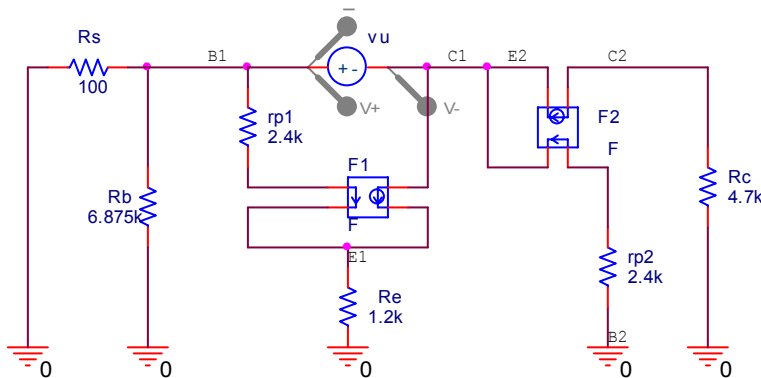 Rs
100
B1
vu
+ -
V+
V-
C1
E2
C2
rp1
2.4k
F1
F
F2
F
Rb
6.875k
E1
Re
1.2k
rp2
2.4k
Rc
4.7k
B2
0
0
0
0
0